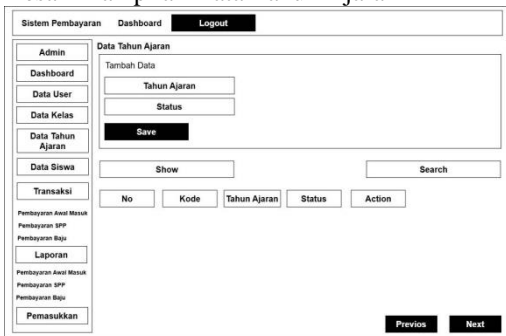 Sistem Pembayaran Dashboard Logout
Admin
Dashboard
Data User
Data Kelas
Data Tahun
Ajaran
Data Siswa
Transaksi
Pembayaran Awal Masuk
Pembayaran SPP
Pembayaran Baju
Laporan
Pembayaran Awal Masuk
Pembayaran SPP
Pembayaran Baju
Pemasukkan
Data Tahun Ajaran
Tambah Data
Tahun Ajaran
Status
Save
Show Search
No Kode Tahun Ajaran Status Action
Previos Next